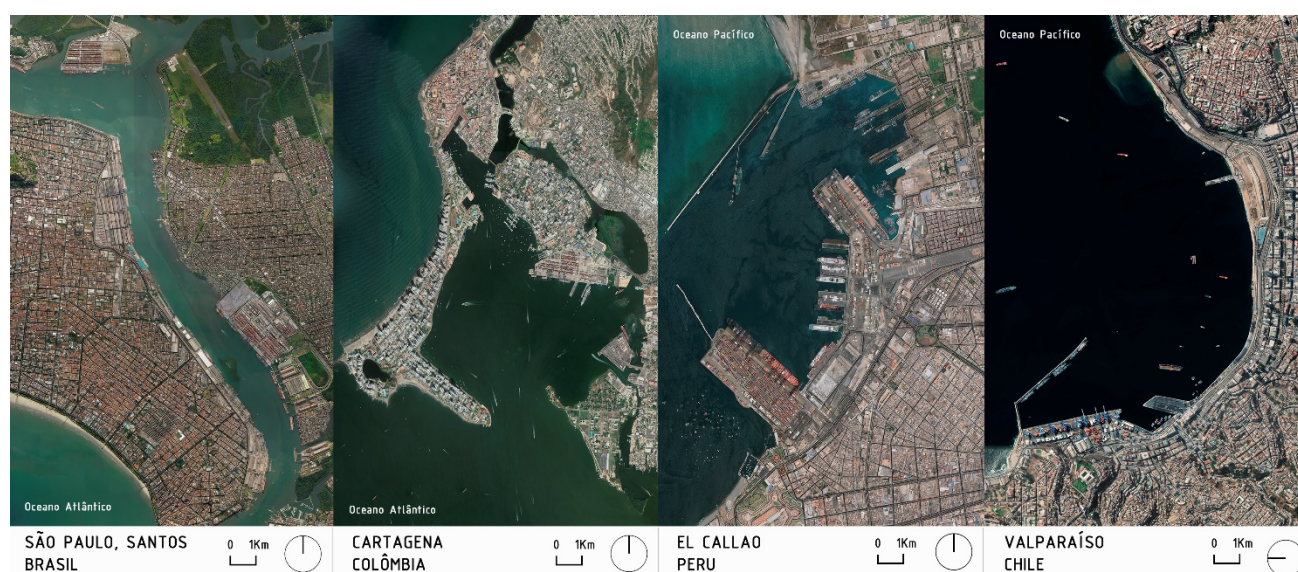 Oceano Atlântico
SÃO PAULO, SANTOS
BRASIL
0 1Km
Oceano Atlântico
CARTAGENA
COLÔMBIA
0 1Km
Oceano Pacífico
EL CALLAO
PERU
0 1Km
Oceano Pacífico
VALPARAÍSO
CHILE
0 1Km